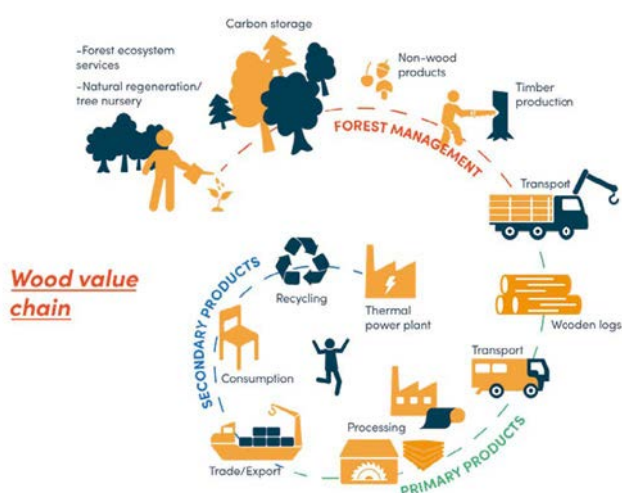 Carbon storage
-Forest ecosystem
services
-Natural regeneration/
tree nursery
Non-wood
products
Timber
production
FOREST MANAGEMENT
Transport
Wood value
chain
SECONDARY PRODUCTS
Recycling
Thermal
power plant
Wooden logs
Consumption
Transport
Processing
Trade/Export
PRIMARY PRODUCTS